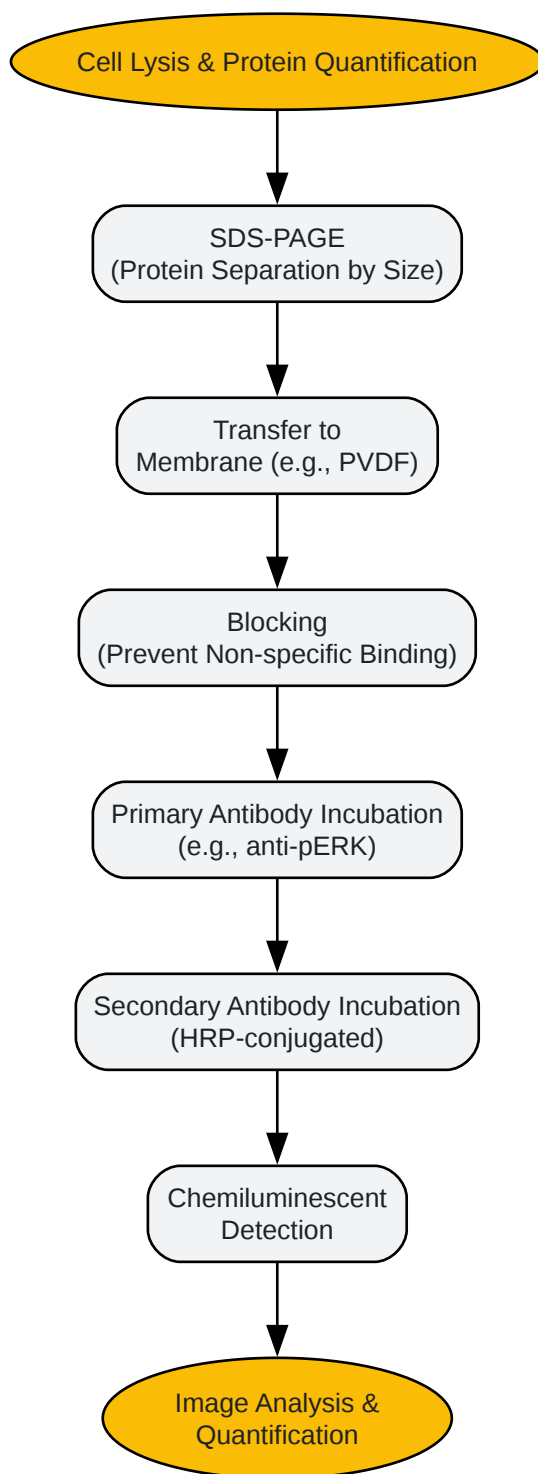 Cell Lysis & Protein Quantification
SDS-PAGE
(Protein Separation by Size)
Transfer to
Membrane (e.g., PVDF)
Blocking
(Prevent Non-specific Binding)
Primary Antibody Incubation
(e.g., anti-pERK)
Secondary Antibody Incubation
(HRP-conjugated)
Chemiluminescent
Detection
Image Analysis &
Quantification